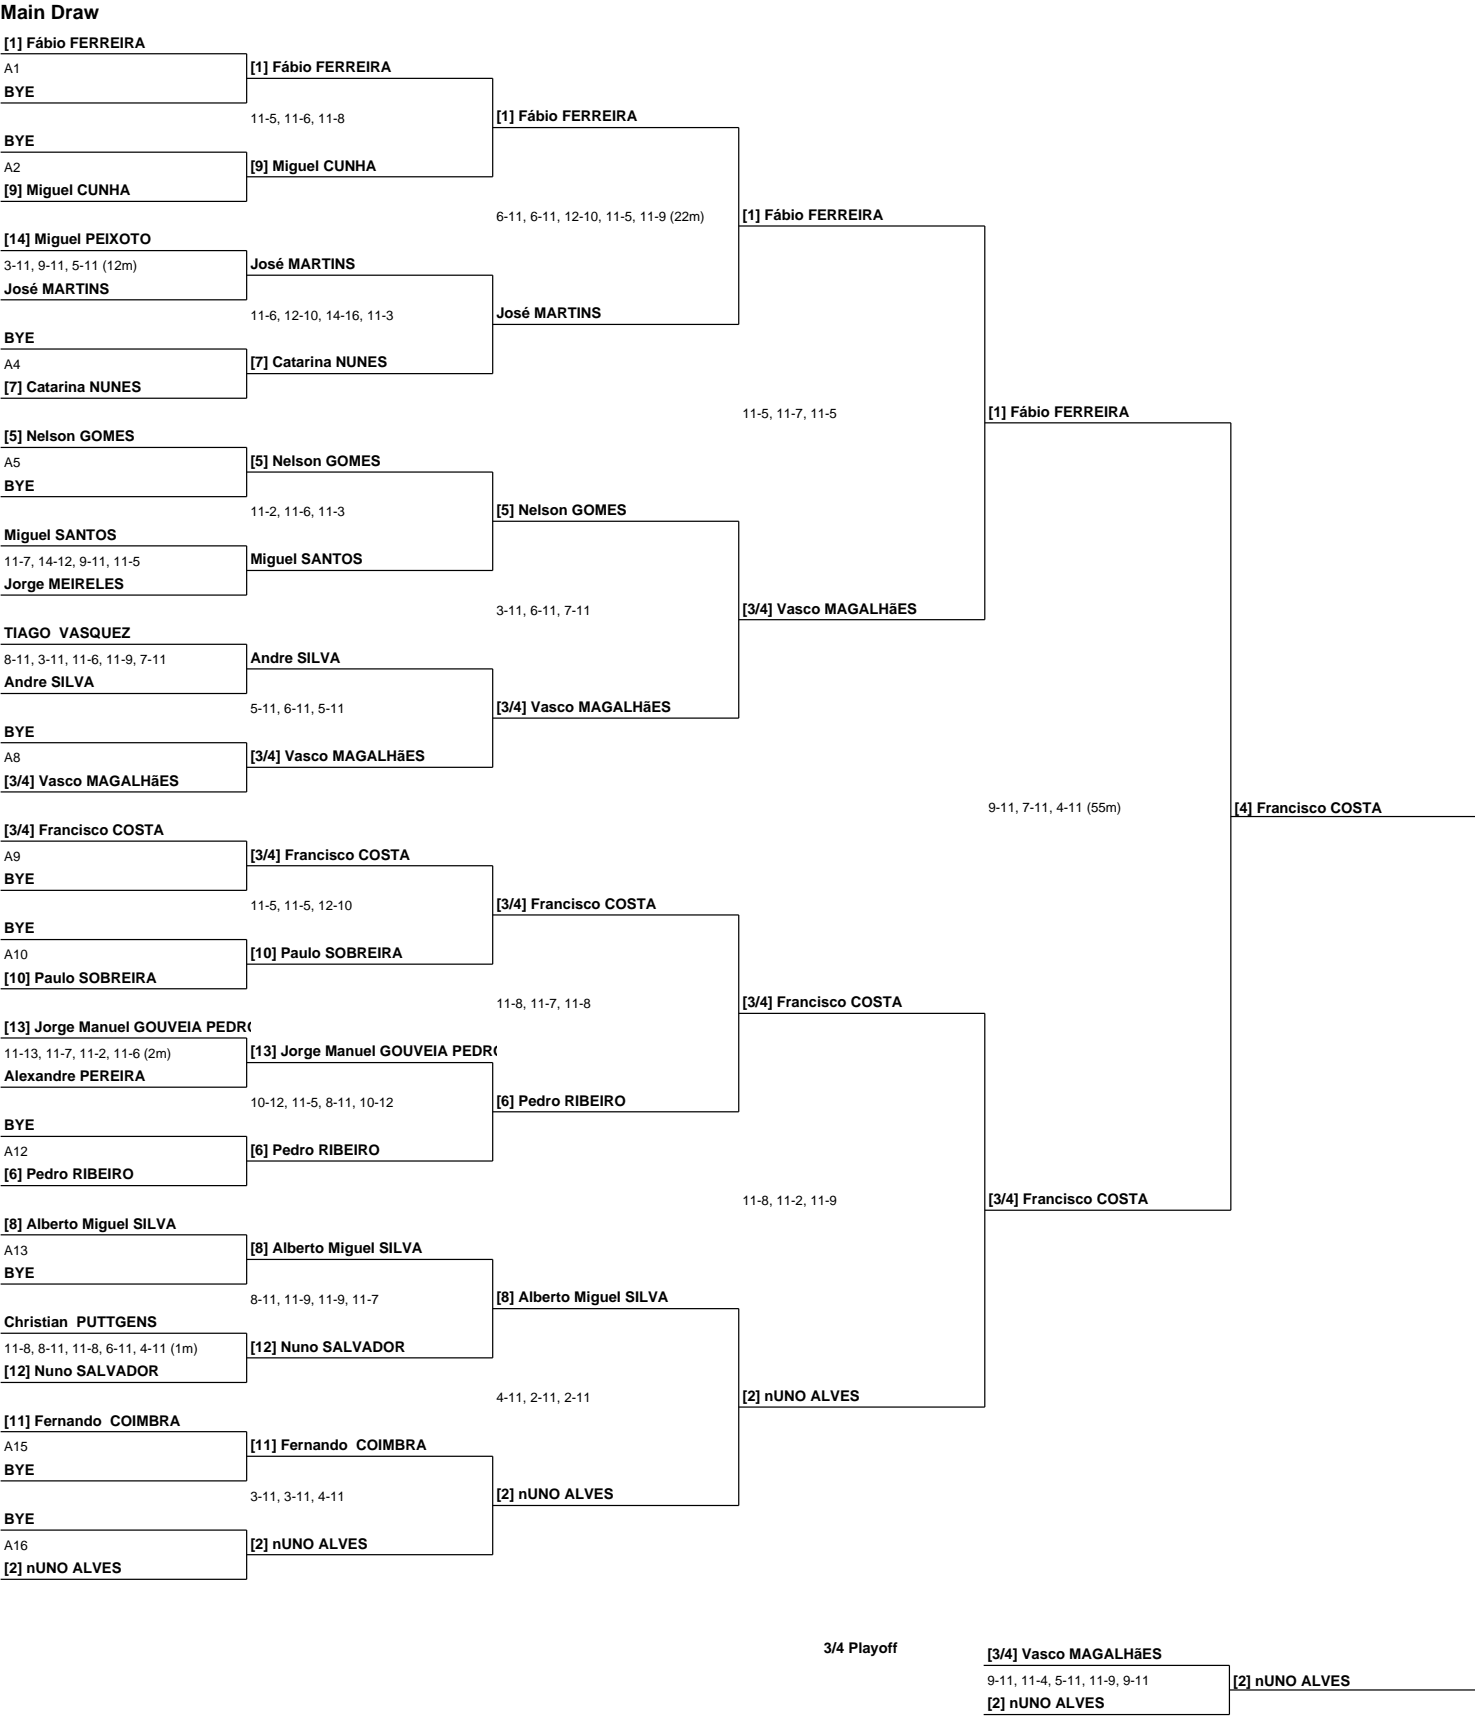 Main Draw
[1] Fábio FERREIRA
A1
[1] Fábio FERREIRA
BYE
11-5, 11-6, 11-8
[1] Fábio FERREIRA
BYE
A2
[9] Miguel CUNHA
[9] Miguel CUNHA
6-11, 6-11, 12-10, 11-5, 11-9 (22m)
[1] Fábio FERREIRA
[14] Miguel PEIXOTO
3-11, 9-11, 5-11 (12m)
José MARTINS
José MARTINS
11-6, 12-10, 14-16, 11-3
José MARTINS
BYE
A4
[7] Catarina NUNES
[7] Catarina NUNES
11-5, 11-7, 11-5
[1] Fábio FERREIRA
[5] Nelson GOMES
A5
[5] Nelson GOMES
BYE
11-2, 11-6, 11-3
[5] Nelson GOMES
Miguel SANTOS
11-7, 14-12, 9-11, 11-5
Miguel SANTOS
Jorge MEIRELES
3-11, 6-11, 7-11
[3/4] Vasco MAGALHãES
TIAGO  VASQUEZ
8-11, 3-11, 11-6, 11-9, 7-11
Andre SILVA
Andre SILVA
5-11, 6-11, 5-11
[3/4] Vasco MAGALHãES
BYE
A8
[3/4] Vasco MAGALHãES
[3/4] Vasco MAGALHãES
9-11, 7-11, 4-11 (55m)
[4] Francisco COSTA
[3/4] Francisco COSTA
A9
[3/4] Francisco COSTA
BYE
11-5, 11-5, 12-10
[3/4] Francisco COSTA
BYE
A10
[10] Paulo SOBREIRA
[10] Paulo SOBREIRA
11-8, 11-7, 11-8
[3/4] Francisco COSTA
[13] Jorge Manuel GOUVEIA PEDR
11-13, 11-7, 11-2, 11-6 (2m)
[13] Jorge Manuel GOUVEIA PEDR
Alexandre PEREIRA
10-12, 11-5, 8-11, 10-12
[6] Pedro RIBEIRO
BYE
A12
[6] Pedro RIBEIRO
[6] Pedro RIBEIRO
11-8, 11-2, 11-9
[3/4] Francisco COSTA
[8] Alberto Miguel SILVA
A13
[8] Alberto Miguel SILVA
BYE
8-11, 11-9, 11-9, 11-7
[8] Alberto Miguel SILVA
Christian  PUTTGENS
11-8, 8-11, 11-8, 6-11, 4-11 (1m)
[12] Nuno SALVADOR
[12] Nuno SALVADOR
4-11, 2-11, 2-11
[2] nUNO ALVES
[11] Fernando  COIMBRA
A15
[11] Fernando  COIMBRA
BYE
3-11, 3-11, 4-11
[2] nUNO ALVES
BYE
A16
[2] nUNO ALVES
[2] nUNO ALVES
3/4 Playoff
[3/4] Vasco MAGALHãES
9-11, 11-4, 5-11, 11-9, 9-11
[2] nUNO ALVES
[2] nUNO ALVES